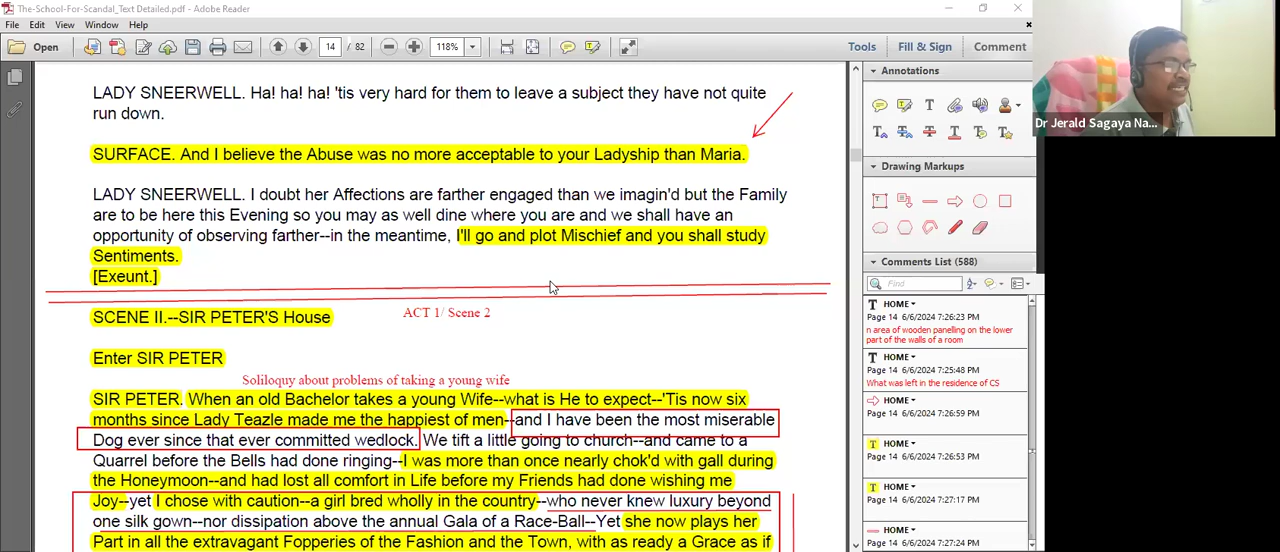 The-School-For-Scandal_Text Detailed.pdf - Adobe Reader
File Edit View Window Help
Open 14 / 82 118% Tools Fill & Sign Comment
LADY SNEERWELL. Ha! ha! ha! 'tis very hard for them to leave a subject they have not quite
run down.
SURFACE. And I believe the Abuse was no more acceptable to your Ladyship than Maria.
LADY SNEERWELL. I doubt her Affections are farther engaged than we imagin'd but the Family
are to be here this Evening so you may as well dine where you are and we shall have an
opportunity of observing farther--in the meantime, I'll go and plot Mischief and you shall study
Sentiments.
[Exeunt.]
ACT 1/ Scene 2
SCENE II.--SIR PETER'S House
Enter SIR PETER
Soliloquy about problems of taking a young wife
SIR PETER. When an old Bachelor takes a young Wife--what is He to expect--'Tis now six
months since Lady Teazle made me the happiest of men--and I have been the most miserable
Dog ever since that ever committed wedlock. We tift a little going to church--and came to a
Quarrel before the Bells had done ringing--I was more than once nearly chok'd with gall during
the Honeymoon--and had lost all comfort in Life before my Friends had done wishing me
Joy--yet I chose with caution--a girl bred wholly in the country--who never knew luxury beyond
one silk gown--nor dissipation above the annual Gala of a Race-Ball--Yet she now plays her
Part in all the extravagant Fopperies of the Fashion and the Town, with as ready a Grace as if
Annotations
Drawing Markups
Comments List (588)
Find
HOME
Page 14 6/6/2024 7:26:23 PM
n area of wooden panelling on the lower
part of the walls of a room
HOME
Page 14 6/6/2024 7:25:48 PM
What was left in the residence of CS
HOME
Page 14 6/6/2024 7:26:59 PM
HOME
Page 14 6/6/2024 7:26:53 PM
HOME
Page 14 6/6/2024 7:27:17 PM
HOME
Page 14 6/6/2024 7:27:24 PM
Dr Jerald Sagaya Na...